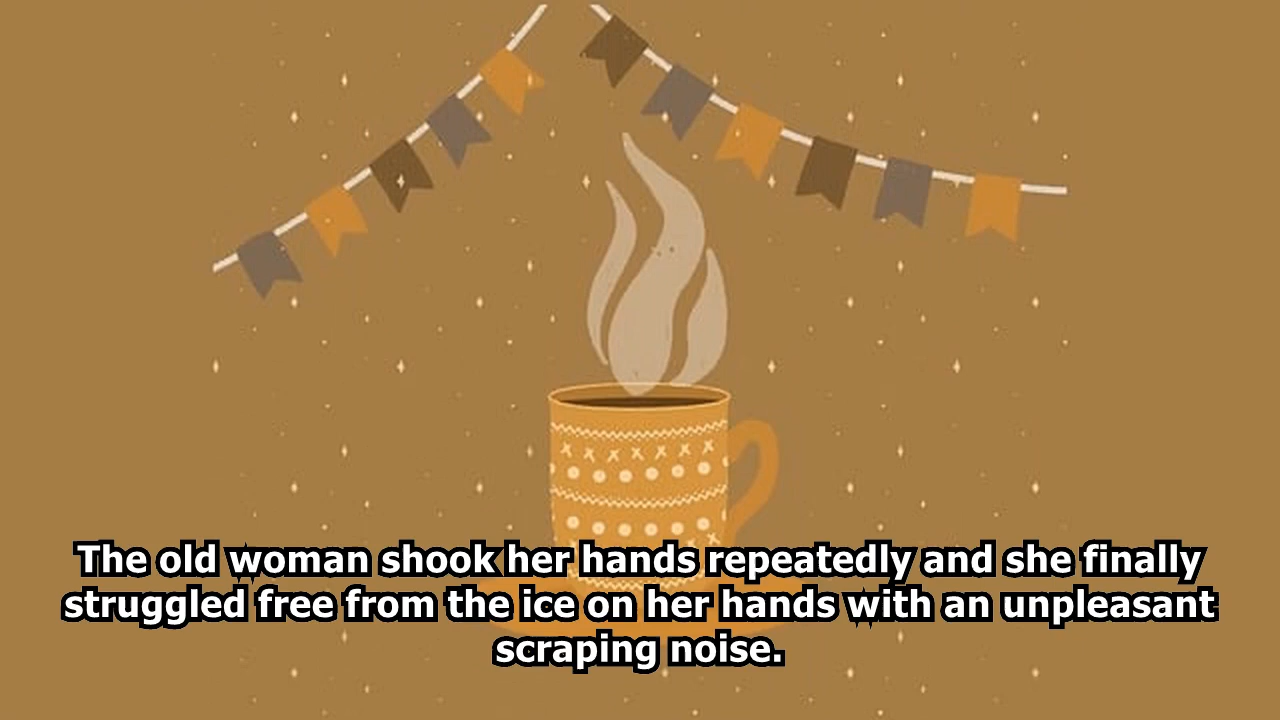 The old woman shook her hands repeatedly and she finally
struggled free from the ice on her hands with an unpleasant
scraping noise.